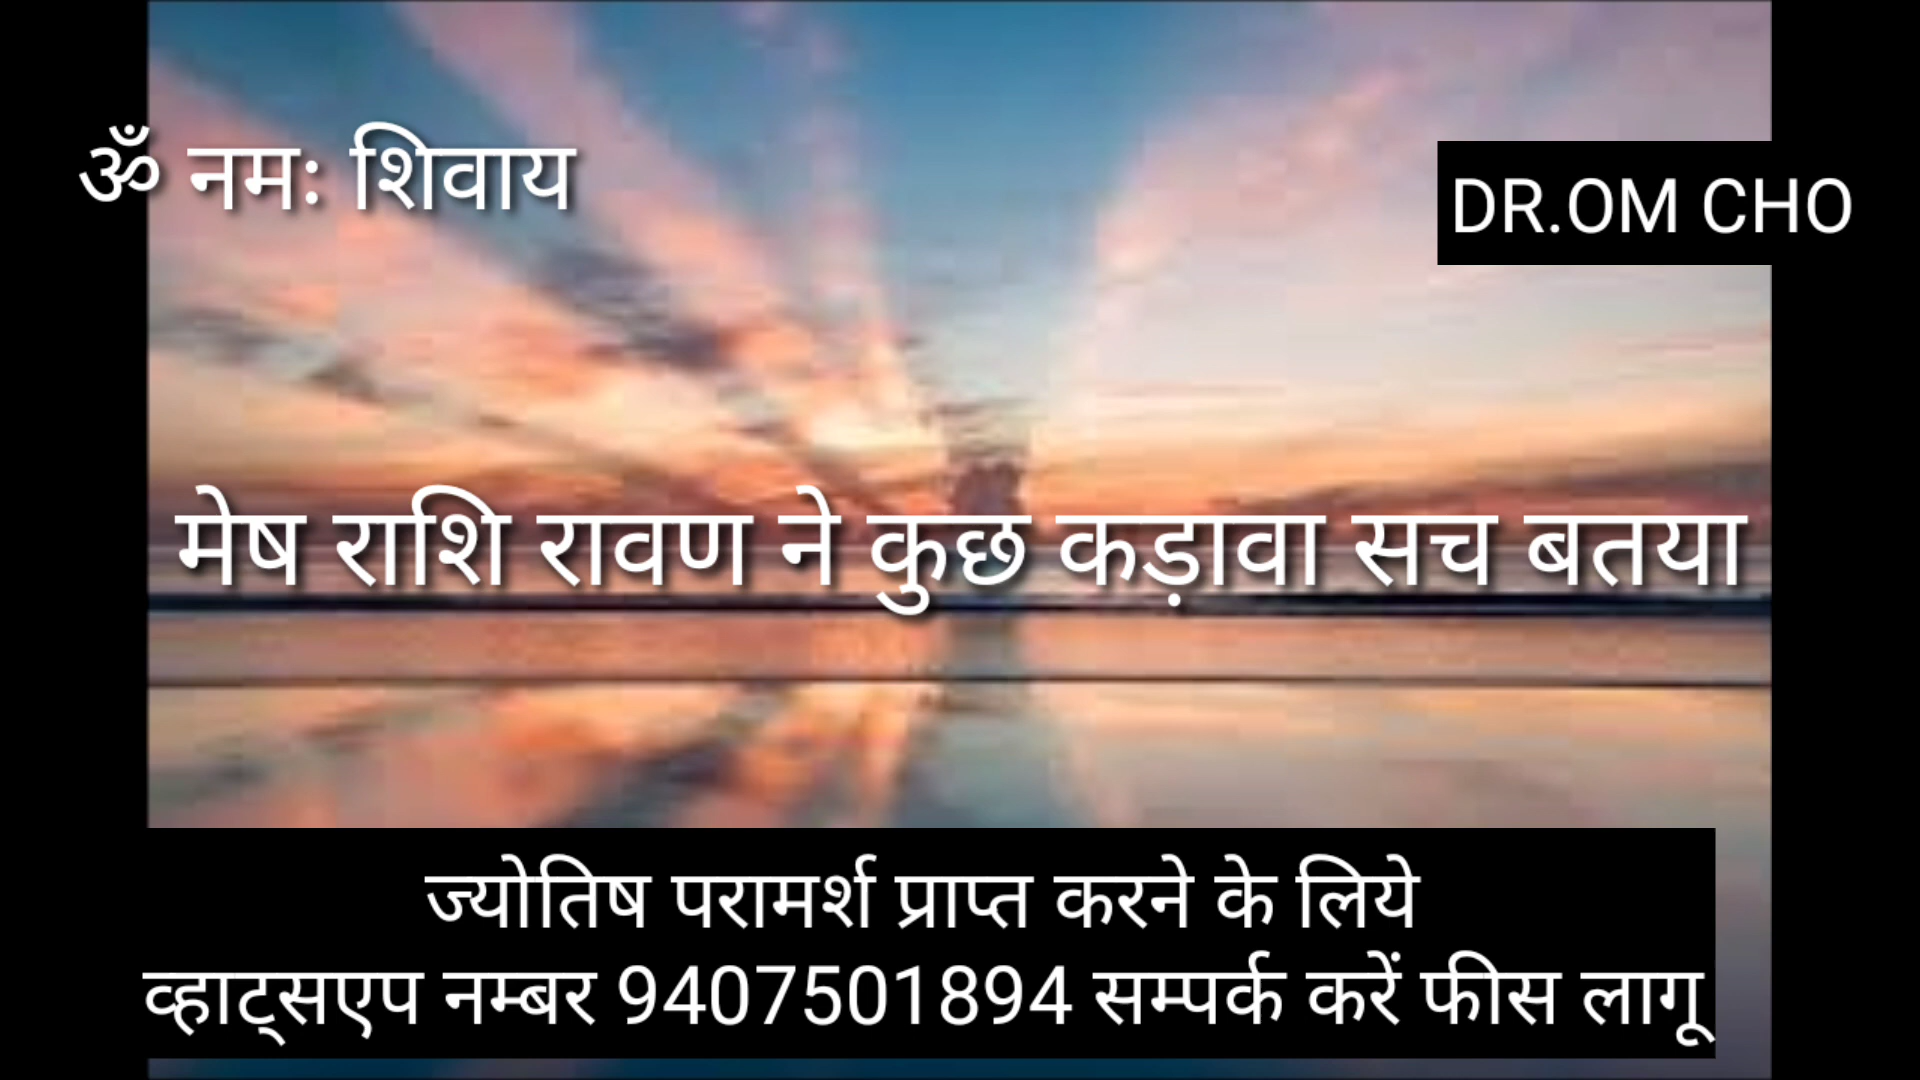 ॐ नमः शिवाय
DR.OM CHO
मेष राशि रावण ने कुछ कड़ावा सच बतया
ज्योतिष परामर्श प्राप्त करने के लिये
व्हाट्सएप नम्बर 9407501894 सम्पर्क करें फीस लागू